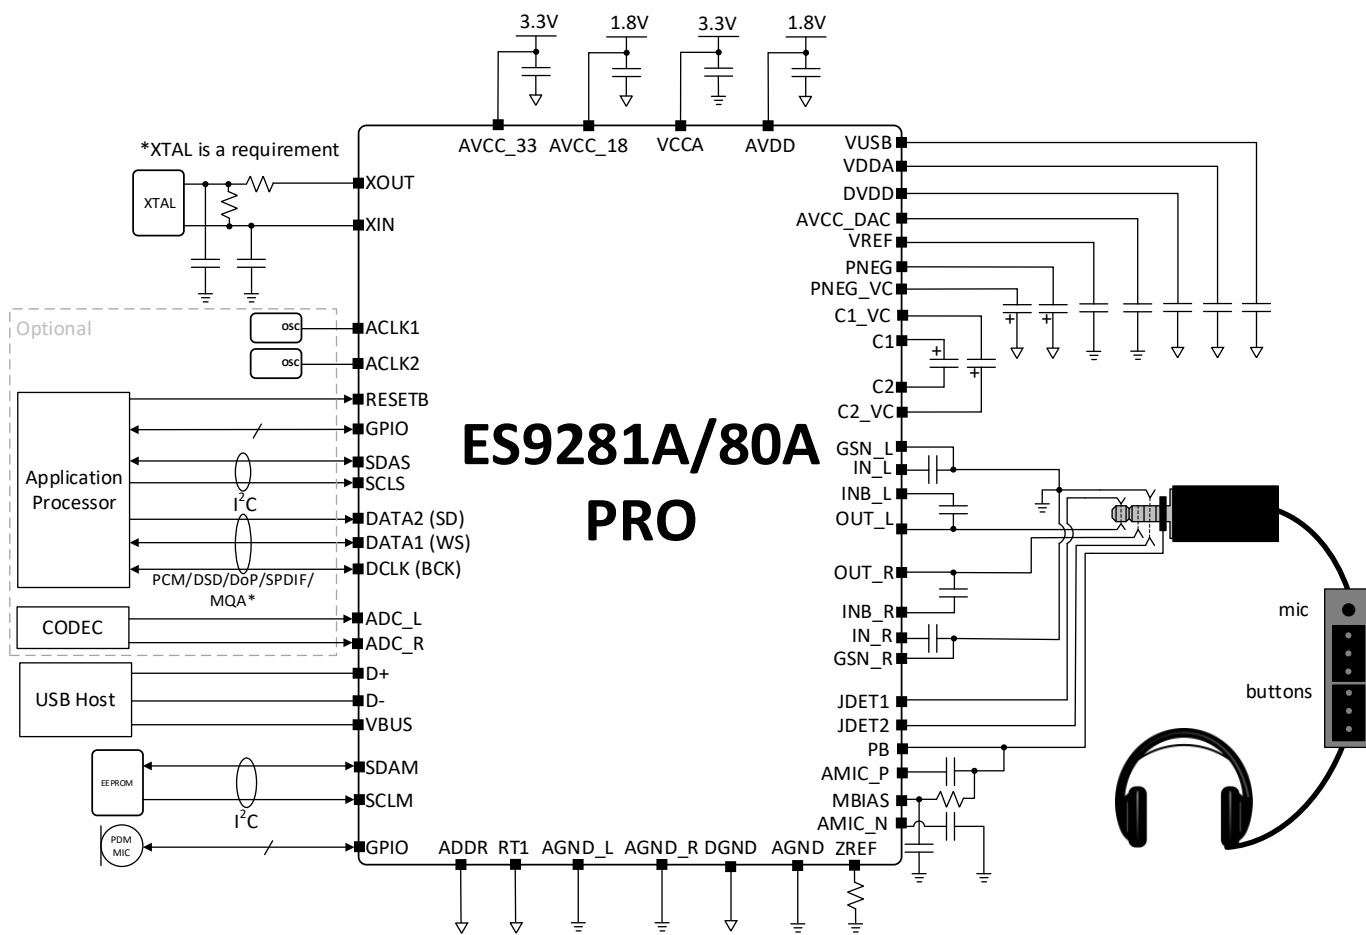 3.3V
1.8V
3.3V
1.8V
AVCC_33
AVCC_18
VCCA
AVDD
*XTAL is a requirement
XTAL
XOUT
XIN
Optional
OSC
ACLK1
OSC
ACLK2
RESETB
GPIO
Application
Processor
SDAS
SCLS
I2C
DATA2 (SD)
DATA1 (WS)
DCLK (BCK)
PCM/DSD/DoP/SPDIF/
MQA*
CODEC
ADC_L
ADC_R
USB Host
D+
D-
VBUS
EEPROM
SDAM
SCLM
I2C
PDM
MIC
GPIO
ES9281A/80A
PRO
VUSB
VDDA
DVDD
AVCC_DAC
VREF
PNEG
PNEG_VC
+
+
C1_VC
C1
+
+
C2
C2_VC
GSN_L
IN_L
INB_L
OUT_L
OUT_R
INB_R
IN_R
GSN_R
JDET1
JDET2
PB
AMIC_P
MBIAS
AMIC_N
mic
buttons
ADDR
RT1
AGND_L
AGND_R
DGND
AGND
ZREF